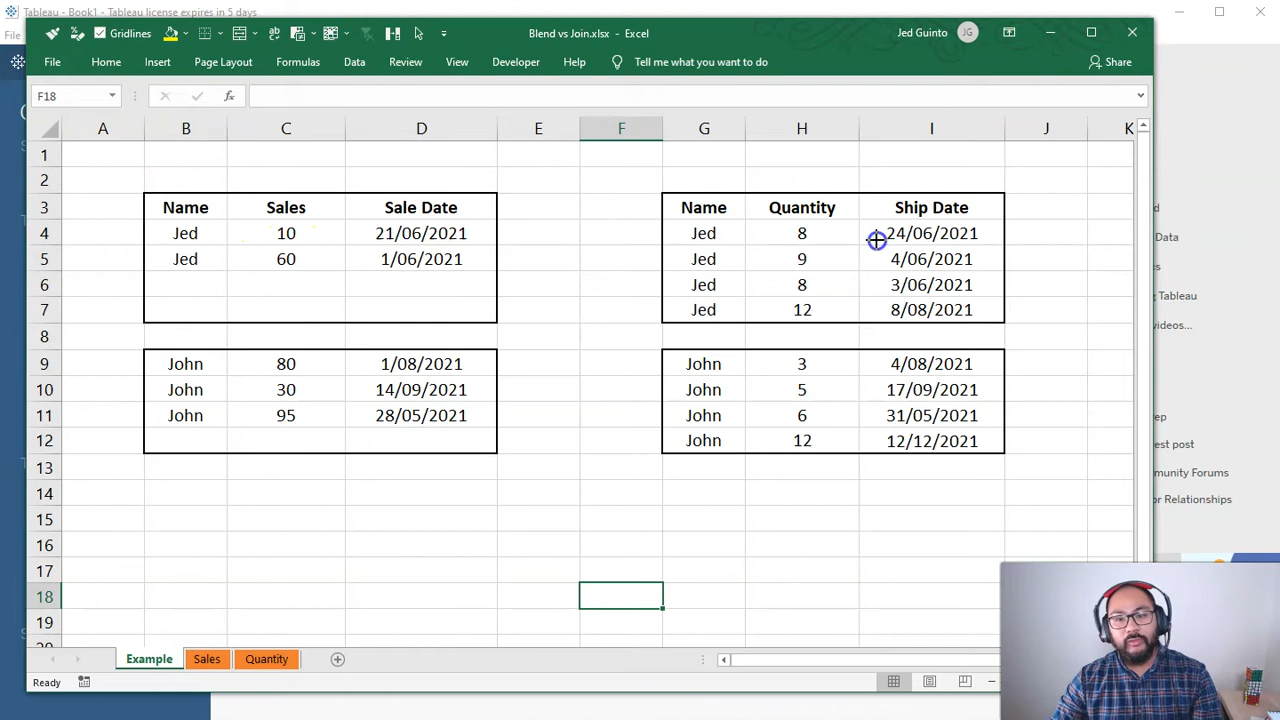 Tableau - Book1 - Tableau license expires in 5 days
File
Gridlines
Blend vs Join.xlsx - Excel
Jed Guinto
JG
File Home Insert Page Layout Formulas Data Review View Developer Help Tell me what you want to do Share
F18
fx
A B C D E F G H I J K
1
2
3 Name Sales Sale Date Name Quantity Ship Date
4 Jed 10 21/06/2021 Jed 8 24/06/2021
5 Jed 60 1/06/2021 Jed 9 4/06/2021
6 Jed 8 3/06/2021
7 Jed 12 8/08/2021
8
9 John 80 1/08/2021 John 3 4/08/2021
10 John 30 14/09/2021 John 5 17/09/2021
11 John 95 28/05/2021 John 6 31/05/2021
12 John 12 12/12/2021
13
14
15
16
17
18
19
20
Example Sales Quantity
Ready
d
Data
s
g Tableau
videos...
ep
est post
mmunity Forums
or Relationships